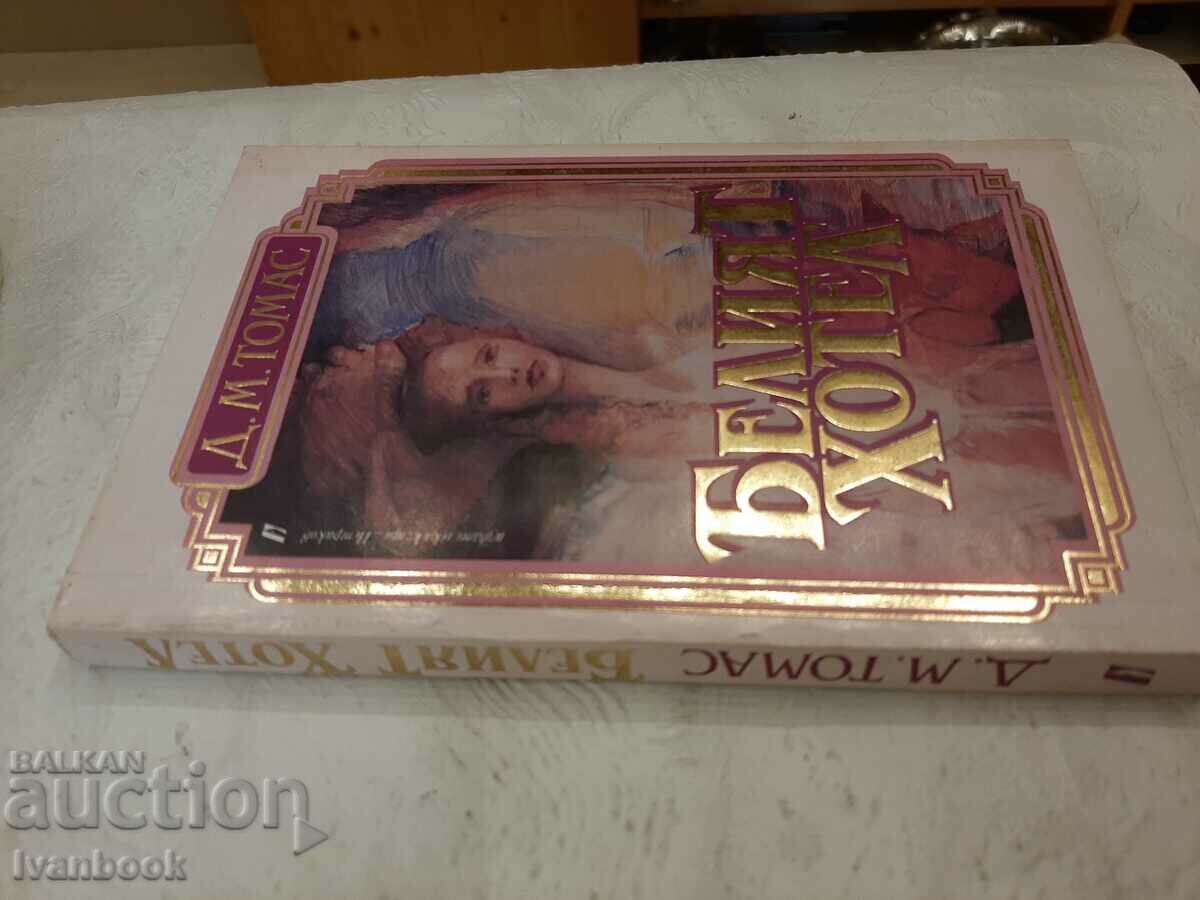 Д. М. ТОМАС
БЕЛИЯТ
ХОТЕЛ
Д. М. ТОМАС БЕЛИЯТ ХОТЕЛ
BALKAN
auction
Ivanbook